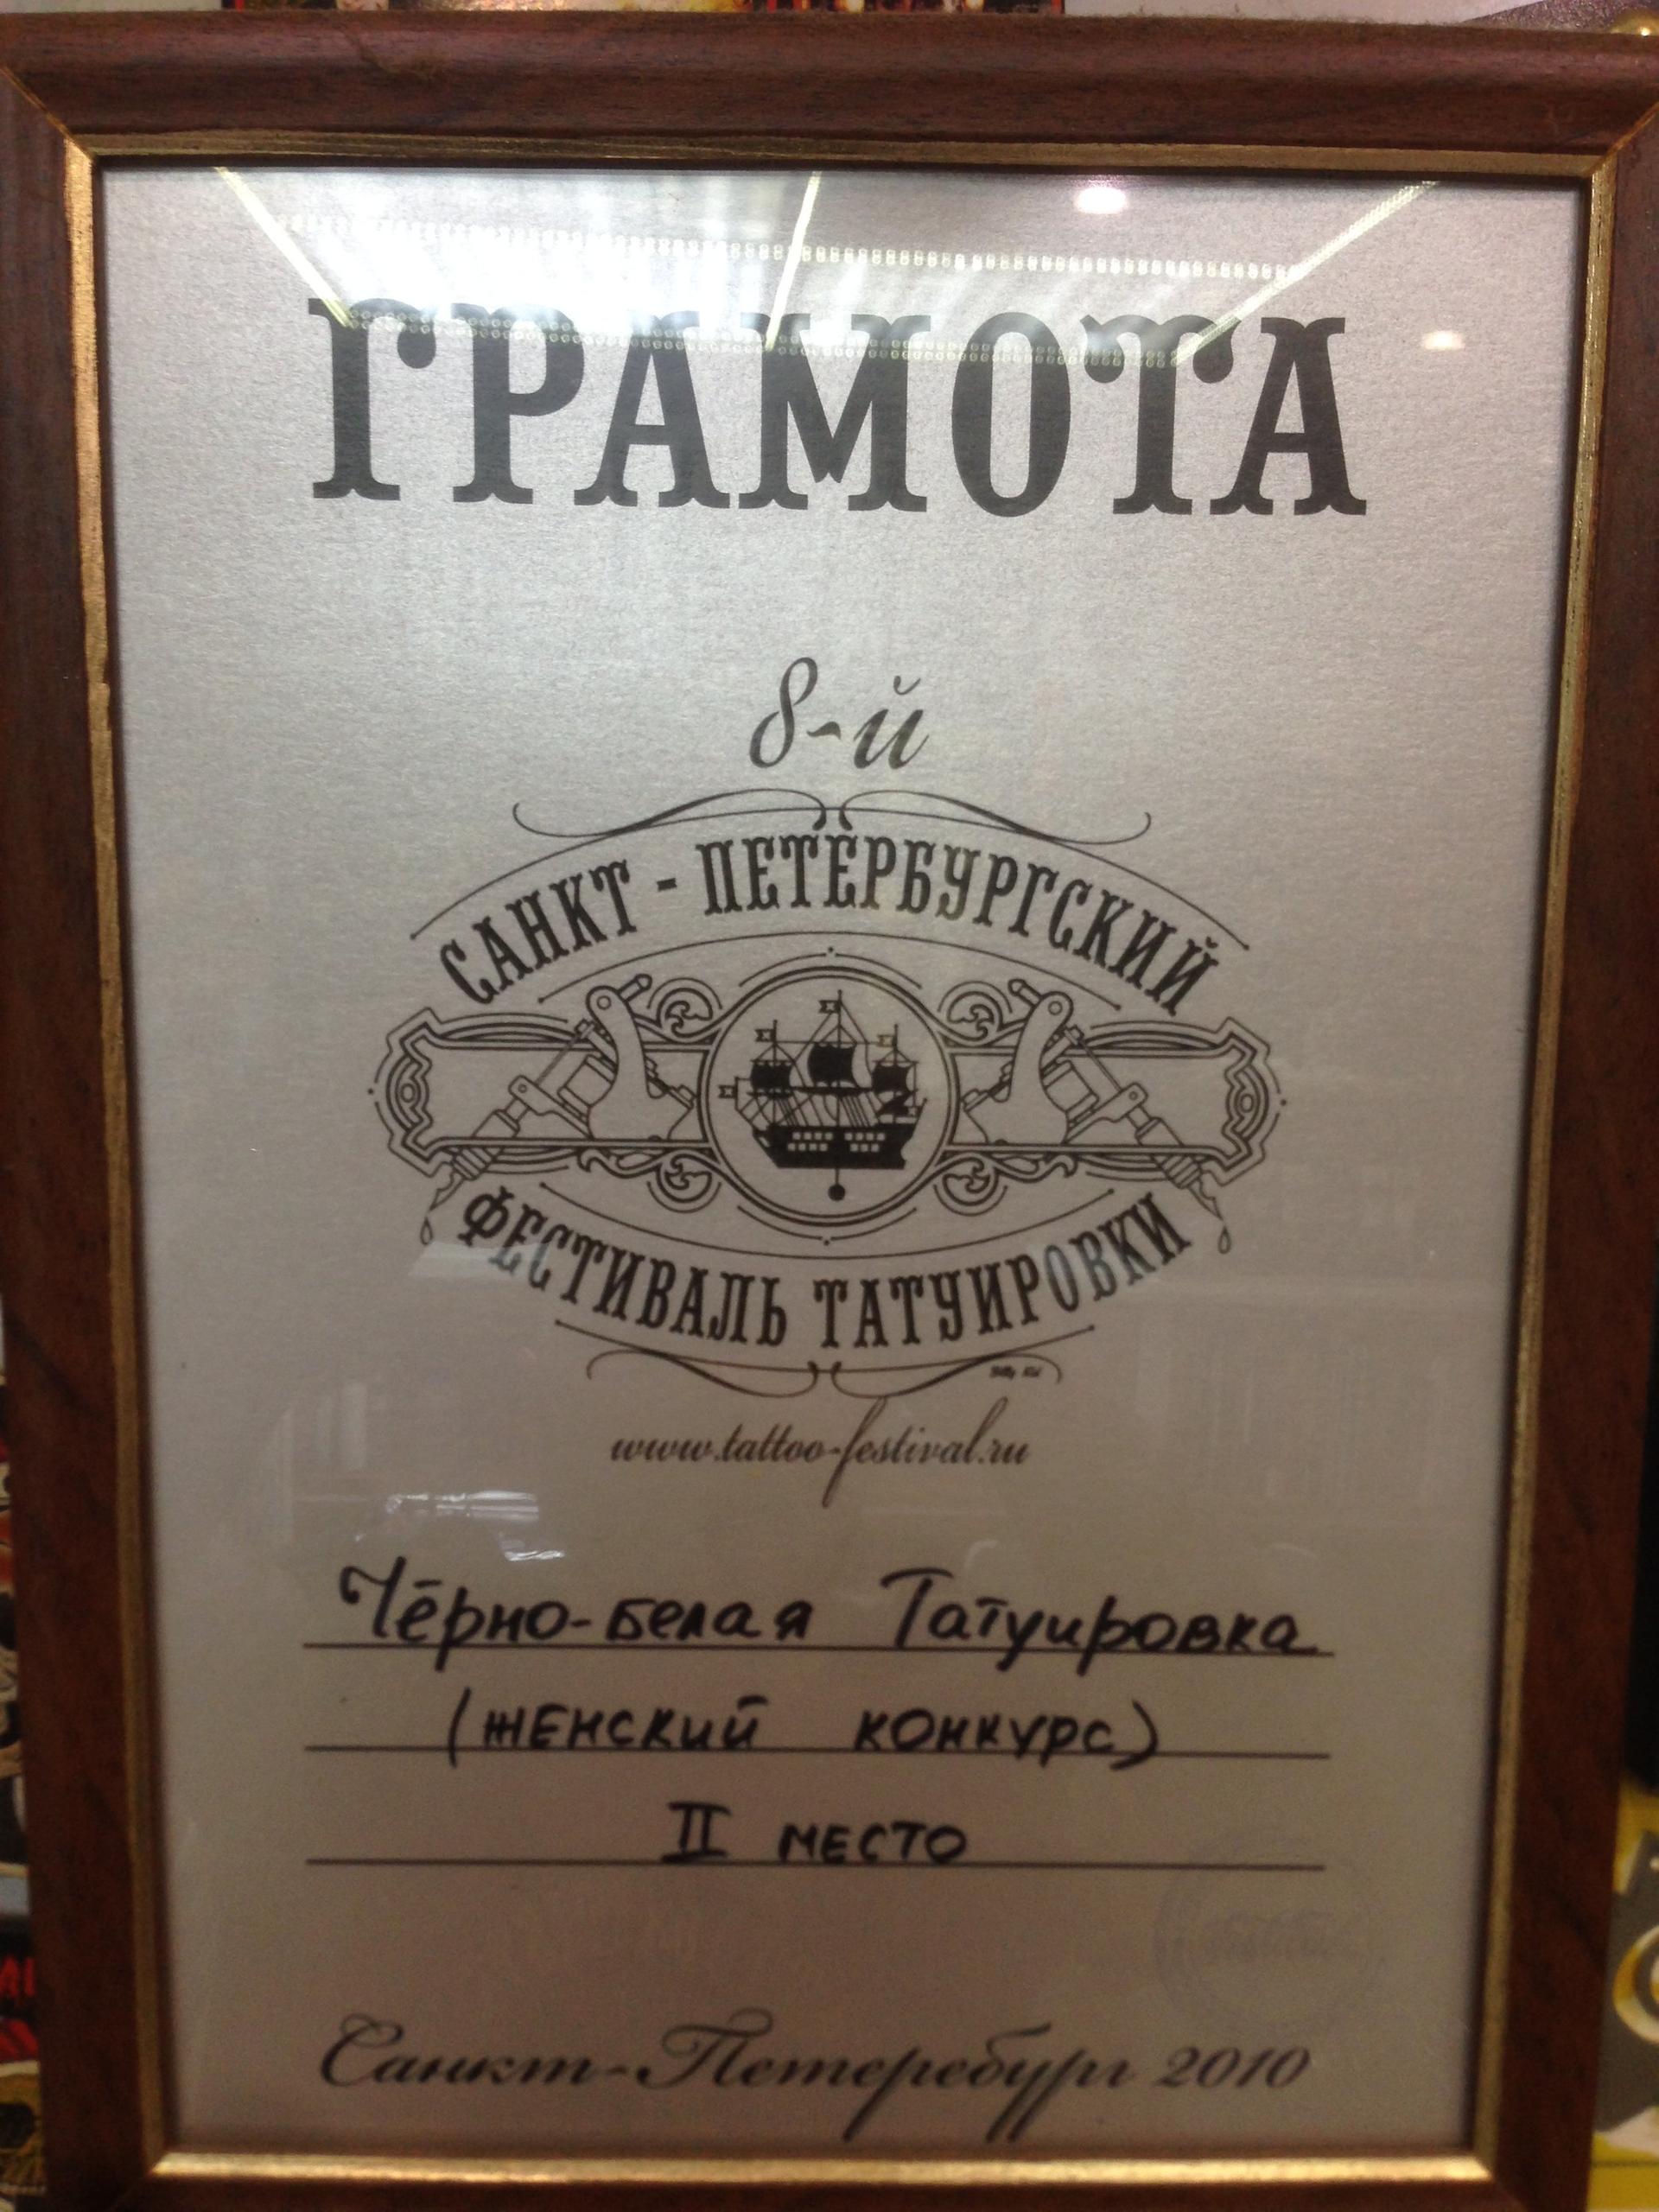 ГРАМОТА
8-й
САНКТ - ПЕТЕРБУРГСКИЙ
ФЕСТИВАЛЬ ТАТУИРОВКИ
www.tattoo-festival.ru
Чёрно-белая Татуировка
(женский конкурс)
II место
Санкт-Петеребург 2010